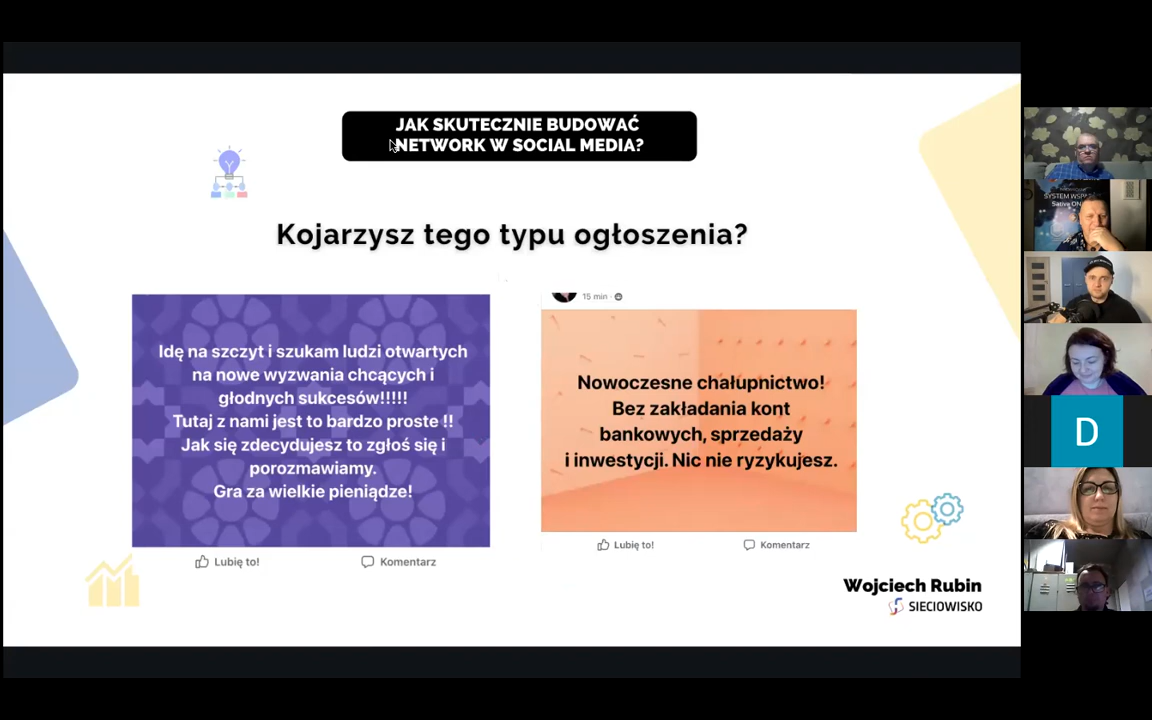 JAK SKUTECZNIE BUDOWAĆ
NETWORK W SOCIAL MEDIA?
Kojarzysz tego typu ogłoszenia?
Idę na szczyt i szukam ludzi otwartych
na nowe wyzwania chcących i
głodnych sukcesów!!!!!
Tutaj z nami jest to bardzo proste !!
Jak się zdecydujesz to zgłoś się i
porozmawiamy.
Gra za wielkie pieniądze!
Lubię to!
Komentarz
15 min ·
Nowoczesne chałupnictwo!
Bez zakładania kont
bankowych, sprzedaży
i inwestycji. Nic nie ryzykujesz.
Lubię to!
Komentarz
Wojciech Rubin
SIECIOWISKO
D